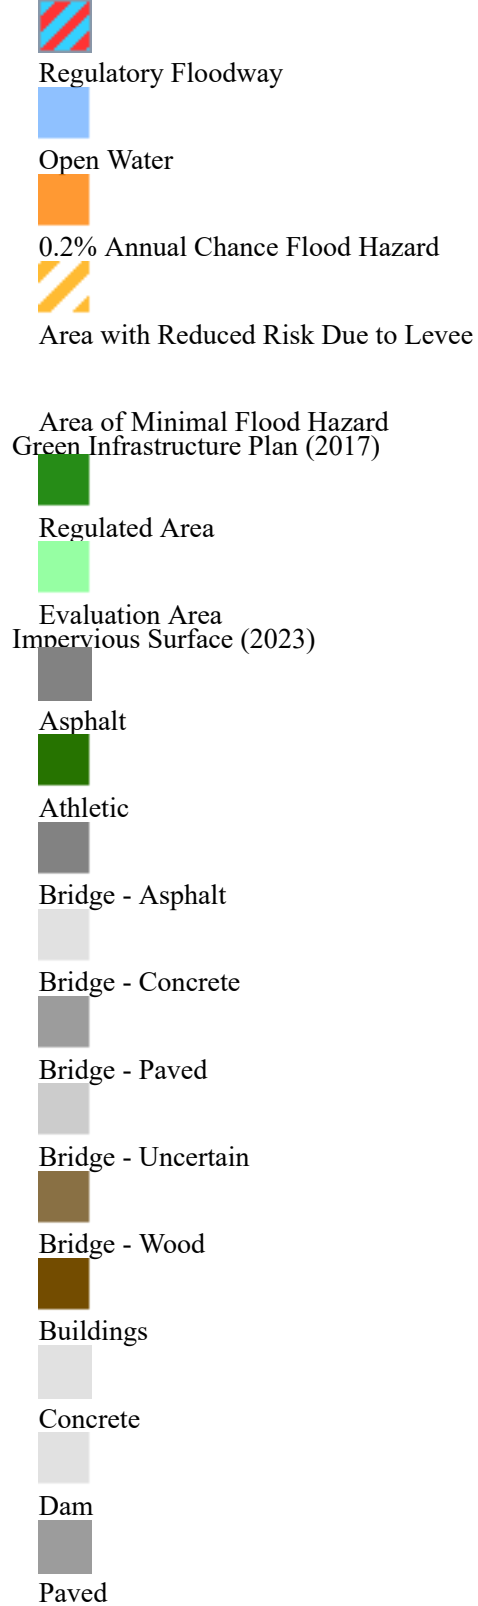 Regulatory Floodway
Open Water
0.2% Annual Chance Flood Hazard
Area with Reduced Risk Due to Levee
Area of Minimal Flood Hazard
Green Infrastructure Plan (2017)
Regulated Area
Evaluation Area
Impervious Surface (2023)
Asphalt
Athletic
Bridge - Asphalt
Bridge - Concrete
Bridge - Paved
Bridge - Uncertain
Bridge - Wood
Buildings
Concrete
Dam
Paved